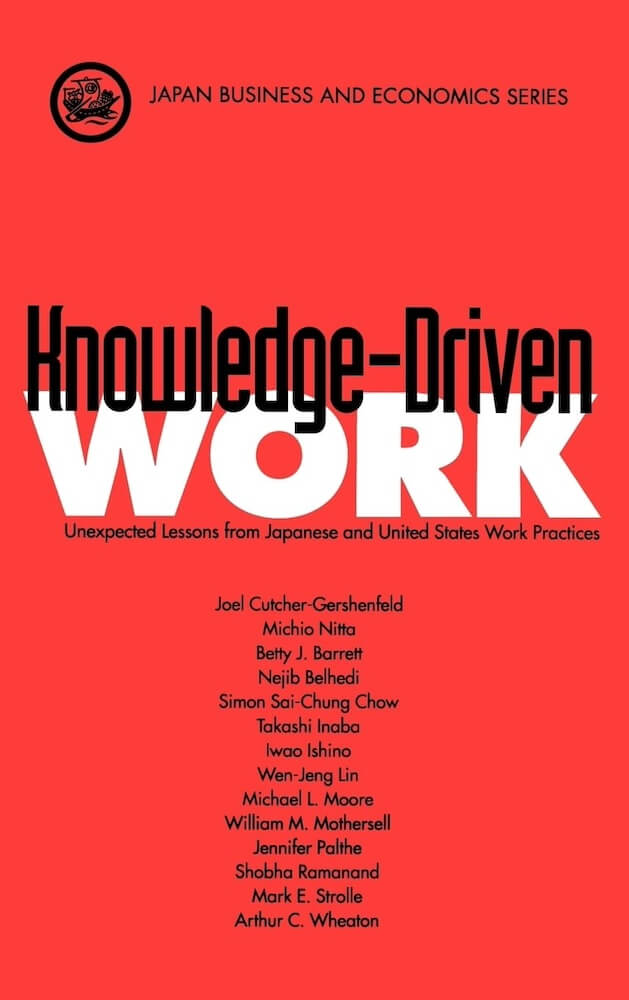 JAPAN BUSINESS AND ECONOMICS SERIES
Knowledge-Driven
WORK
Unexpected Lessons from Japanese and United States Work Practices
Joel Cutcher-Gershenfeld
Michio Nitta
Betty J. Barrett
Nejib Belhedi
Simon Sai-Chung Chow
Takashi Inaba
Iwao Ishino
Wen-Jeng Lin
Michael L. Moore
William M. Mothersell
Jennifer Palthe
Shobha Ramanand
Mark E. Strolle
Arthur C. Wheaton